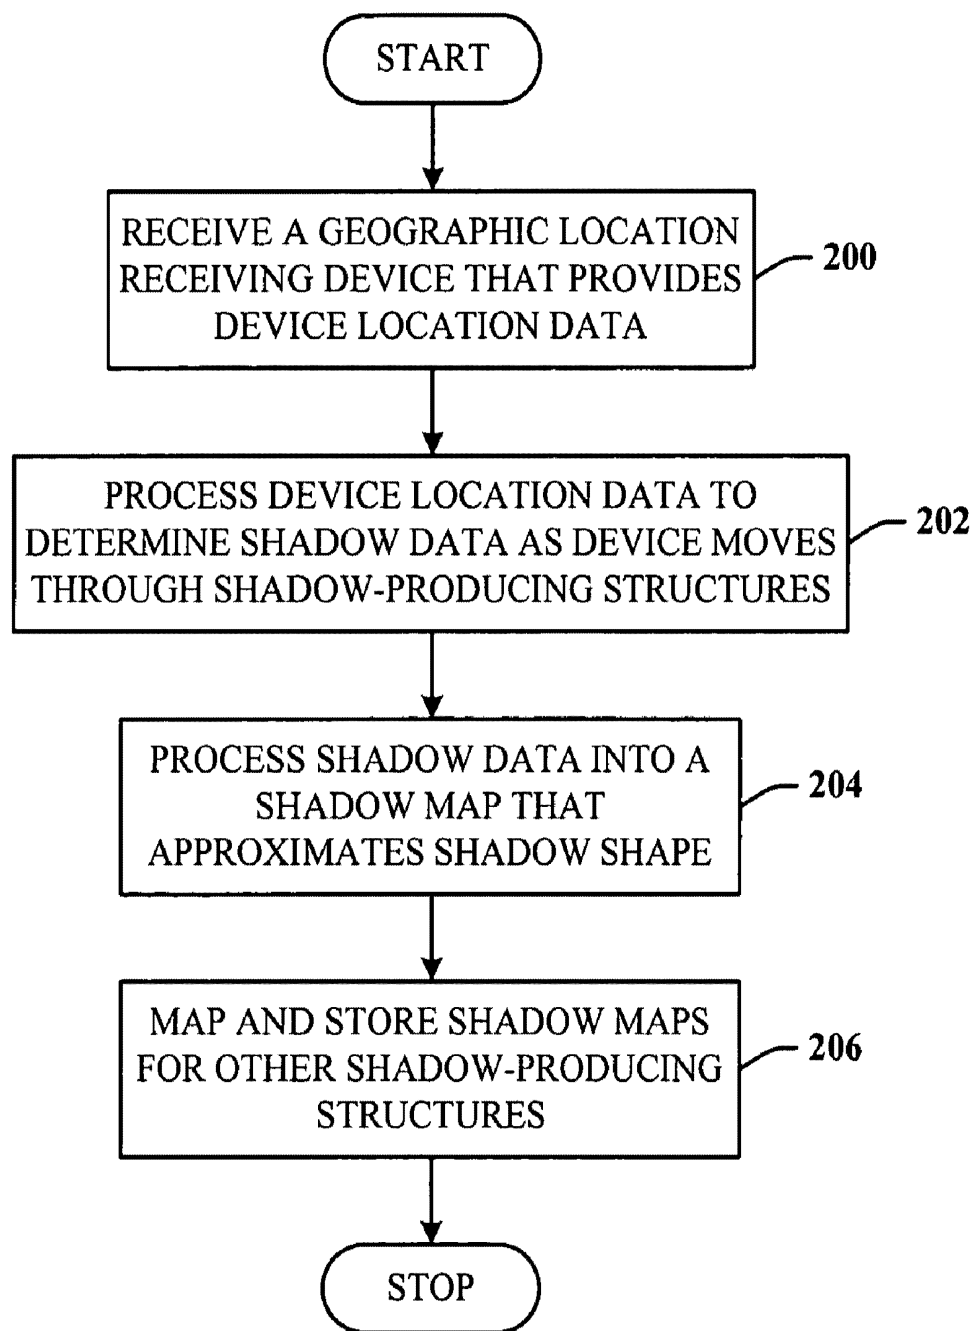 START
RECEIVE A GEOGRAPHIC LOCATION
RECEIVING DEVICE THAT PROVIDES
DEVICE LOCATION DATA
200
PROCESS DEVICE LOCATION DATA TO
DETERMINE SHADOW DATA AS DEVICE MOVES
THROUGH SHADOW-PRODUCING STRUCTURES
202
PROCESS SHADOW DATA INTO A
SHADOW MAP THAT
APPROXIMATES SHADOW SHAPE
204
MAP AND STORE SHADOW MAPS
FOR OTHER SHADOW-PRODUCING
STRUCTURES
206
STOP